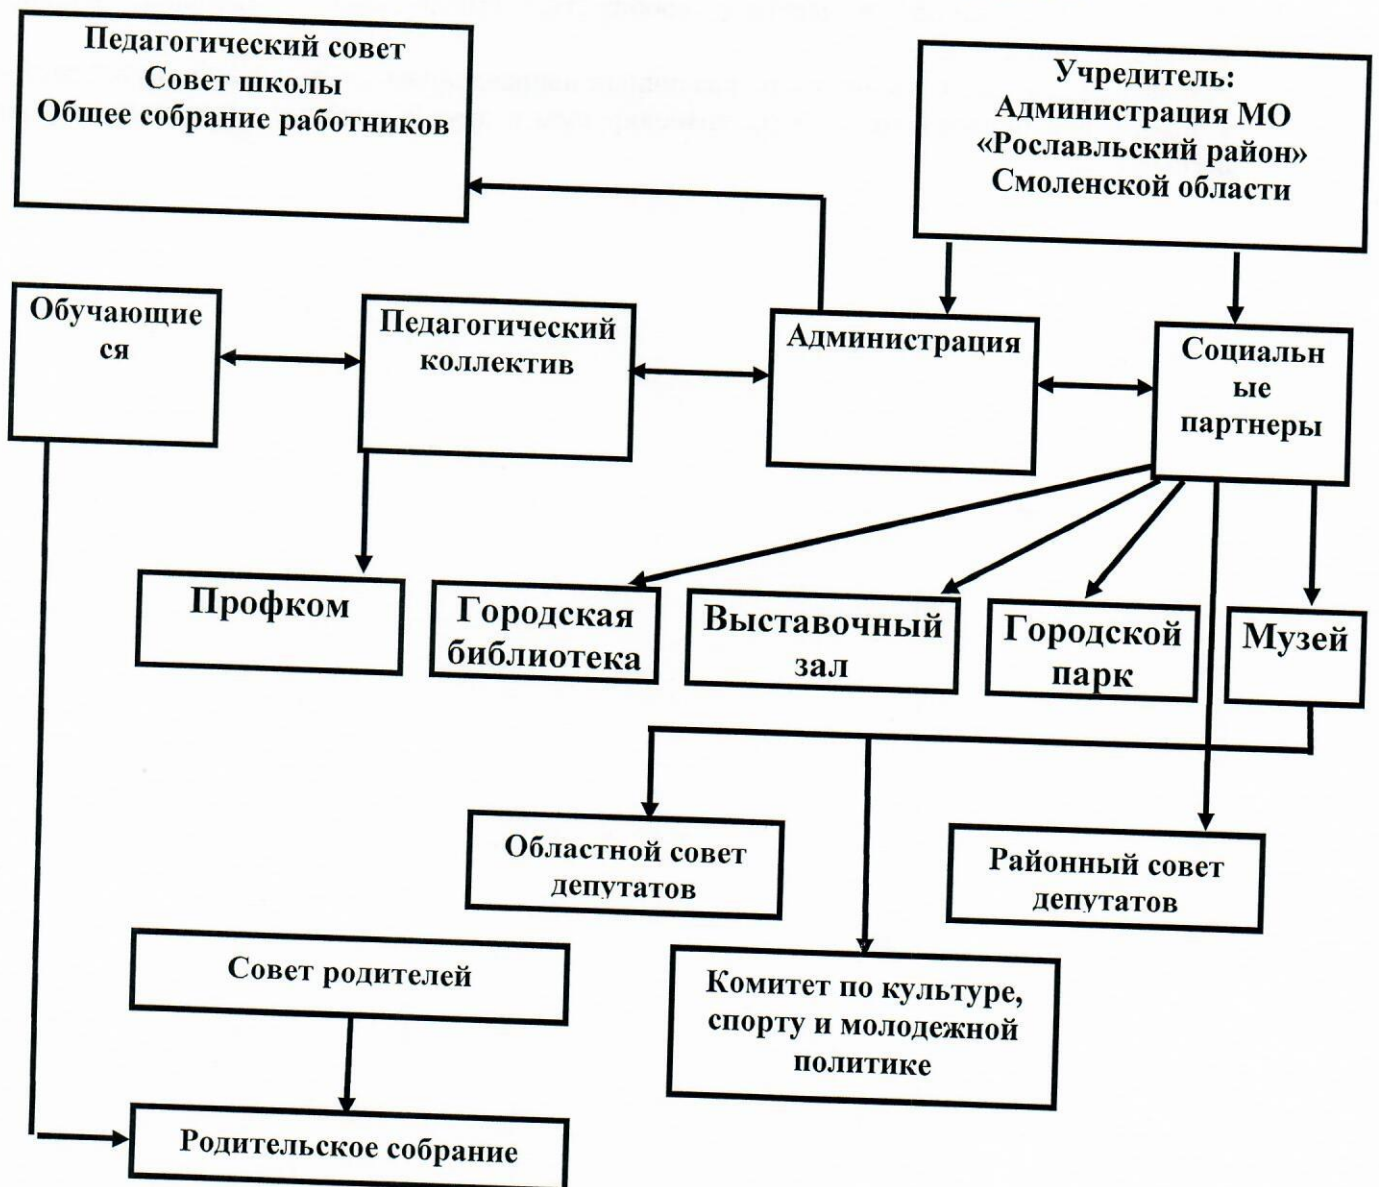 Педагогический совет
Совет школы
Общее собрание работников
Учредитель:
Администрация МО
«Рославльский район»
Смоленской области
Обучающие
ся
Педагогический
коллектив
Администрация
Социальн
ые
партнеры
Профком
Городская
библиотека
Выставочный
зал
Городской
парк
Музей
Областной совет
депутатов
Районный совет
депутатов
Совет родителей
Комитет по культуре,
спорту и молодежной
политике
Родительское собрание